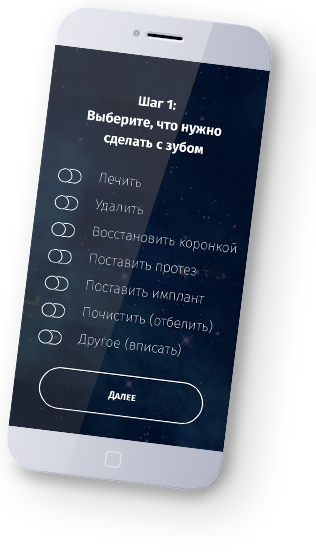 Шаг 1:
Выберите, что нужно
сделать с зубом
Лечить
Удалить
Восстановить коронкой
Поставить протез
Поставить имплант
Почистить (отбелить)
Другое (вписать)
Далее